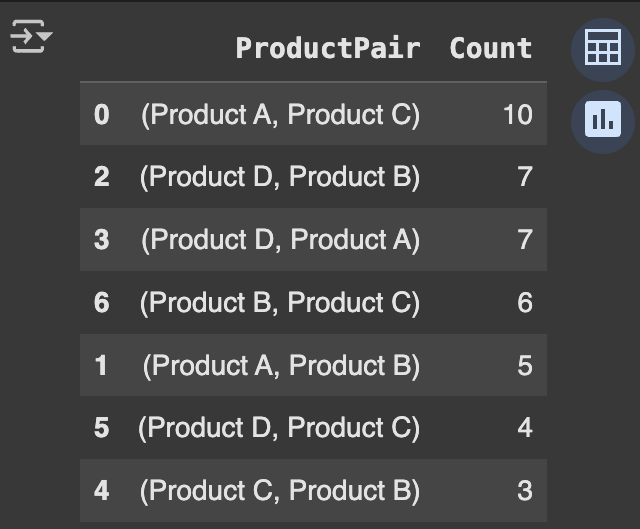 ProductPair Count
0 (Product A, Product C) 10
2 (Product D, Product B) 7
3 (Product D, Product A) 7
6 (Product B, Product C) 6
1 (Product A, Product B) 5
5 (Product D, Product C) 4
4 (Product C, Product B) 3